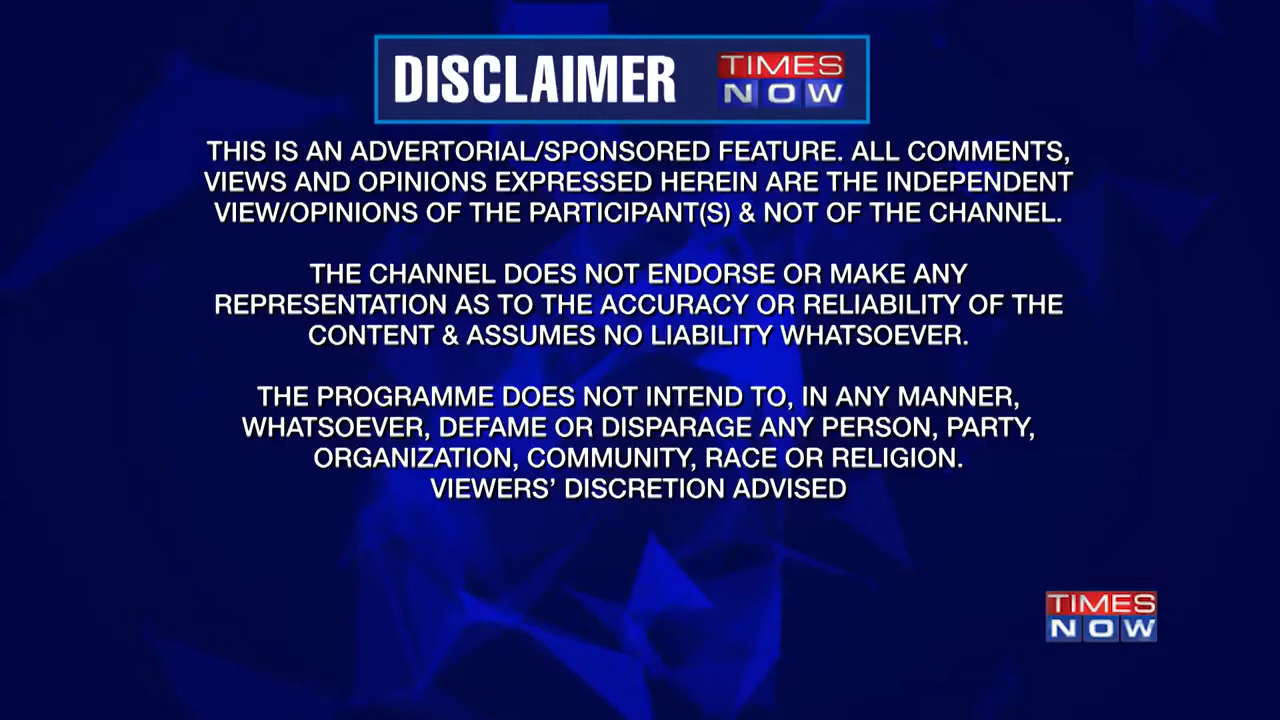 DISCLAIMER
TIMES
NOW
THIS IS AN ADVERTORIAL/SPONSORED FEATURE. ALL COMMENTS,
VIEWS AND OPINIONS EXPRESSED HEREIN ARE THE INDEPENDENT
VIEW/OPINIONS OF THE PARTICIPANT(S) & NOT OF THE CHANNEL.
THE CHANNEL DOES NOT ENDORSE OR MAKE ANY
REPRESENTATION AS TO THE ACCURACY OR RELIABILITY OF THE
CONTENT & ASSUMES NO LIABILITY WHATSOEVER.
THE PROGRAMME DOES NOT INTEND TO, IN ANY MANNER,
WHATSOEVER, DEFAME OR DISPARAGE ANY PERSON, PARTY,
ORGANIZATION, COMMUNITY, RACE OR RELIGION.
VIEWERS’ DISCRETION ADVISED
TIMES
NOW